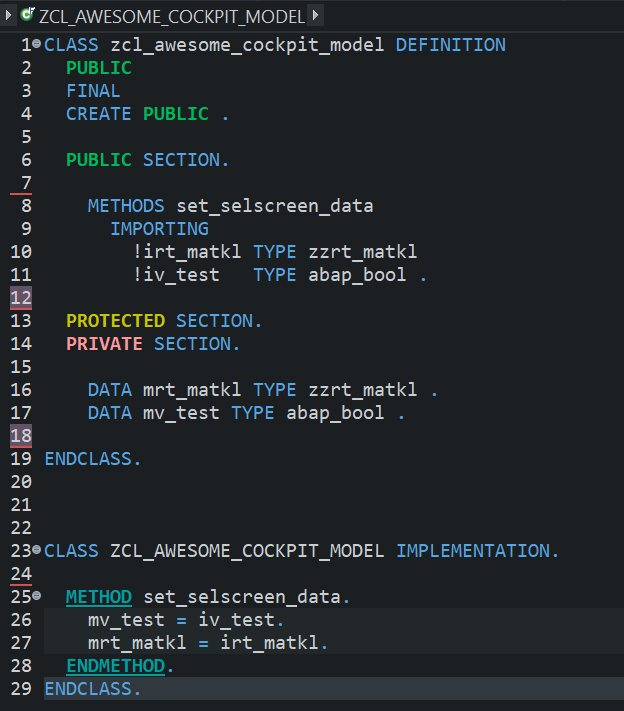 ZCL_AWESOME_COCKPIT_MODEL
1 CLASS zcl_awesome_cockpit_model DEFINITION
2   PUBLIC
3   FINAL
4   CREATE PUBLIC .
5
6   PUBLIC SECTION.
7
8     METHODS set_selscreen_data
9       IMPORTING
10         !irt_matkl TYPE zzrt_matkl
11         !iv_test   TYPE abap_bool .
12
13   PROTECTED SECTION.
14   PRIVATE SECTION.
15
16     DATA mrt_matkl TYPE zzrt_matkl .
17     DATA mv_test TYPE abap_bool .
18
19 ENDCLASS.
20
21
22
23 CLASS ZCL_AWESOME_COCKPIT_MODEL IMPLEMENTATION.
24
25   METHOD set_selscreen_data.
26     mv_test = iv_test.
27     mrt_matkl = irt_matkl.
28   ENDMETHOD.
29 ENDCLASS.